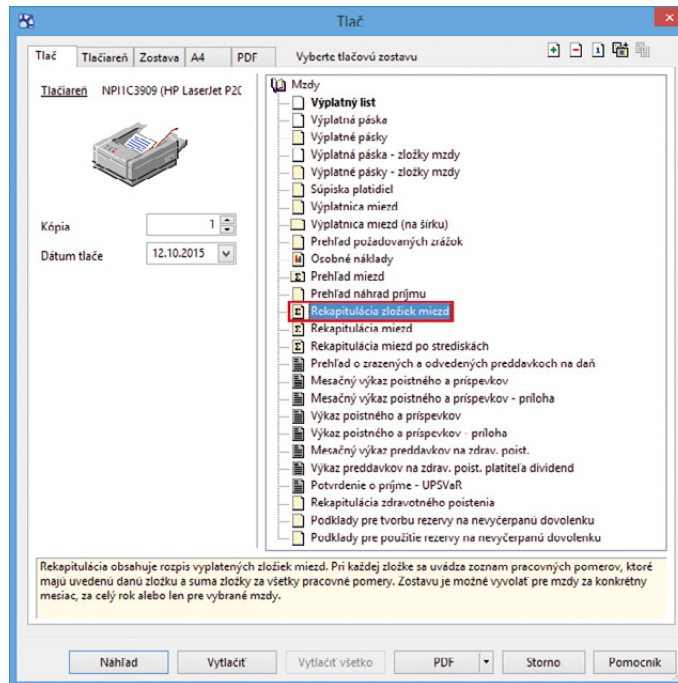 Tlač
Tlač Tlačiareň Zostava A4 PDF Vyberte tlačovú zostavu
Tlačiareň NPI1C3909 (HP LaserJet P20
Kópia 1
Dátum tlače 12.10.2015
Mzdy
Výplatný list
Výplatná páska
Výplatné pásky
Výplatná páska - zložky mzdy
Výplatné pásky - zložky mzdy
Súpiska platidiel
Výplatnica miezd
Výplatnica miezd (na šírku)
Prehľad požadovaných zrážok
Osobné náklady
Prehľad miezd
Prehľad náhrad príjmu
Rekapitulácia zložiek miezd
Rekapitulácia miezd
Rekapitulácia miezd po strediskách
Prehľad o zrazených a odvedených preddavkoch na daň
Mesačný výkaz poistného a príspevkov
Mesačný výkaz poistného a príspevkov - príloha
Výkaz poistného a príspevkov
Výkaz poistného a príspevkov - príloha
Mesačný výkaz preddavkov na zdrav. poist.
Výkaz preddavkov na zdrav. poist. platiteľa dividend
Potvrdenie o príjme - UPSVaR
Rekapitulácia zdravotného poistenia
Podklady pre tvorbu rezervy na nevyčerpanú dovolenku
Podklady pre použitie rezervy na nevyčerpanú dovolenku
Rekapitulácia obsahuje rozpis vyplatených zložiek miezd. Pri každej zložke sa uvádza zoznam pracovných pomerov, ktoré
majú uvedenú danú zložku a suma zložky za všetky pracovné pomery. Zostavu je možné vyvolať pre mzdy za konkrétny
mesiac, za celý rok alebo len pre vybrané mzdy.
Náhľad Vytlačiť Vytlačiť všetko PDF Storno Pomocník